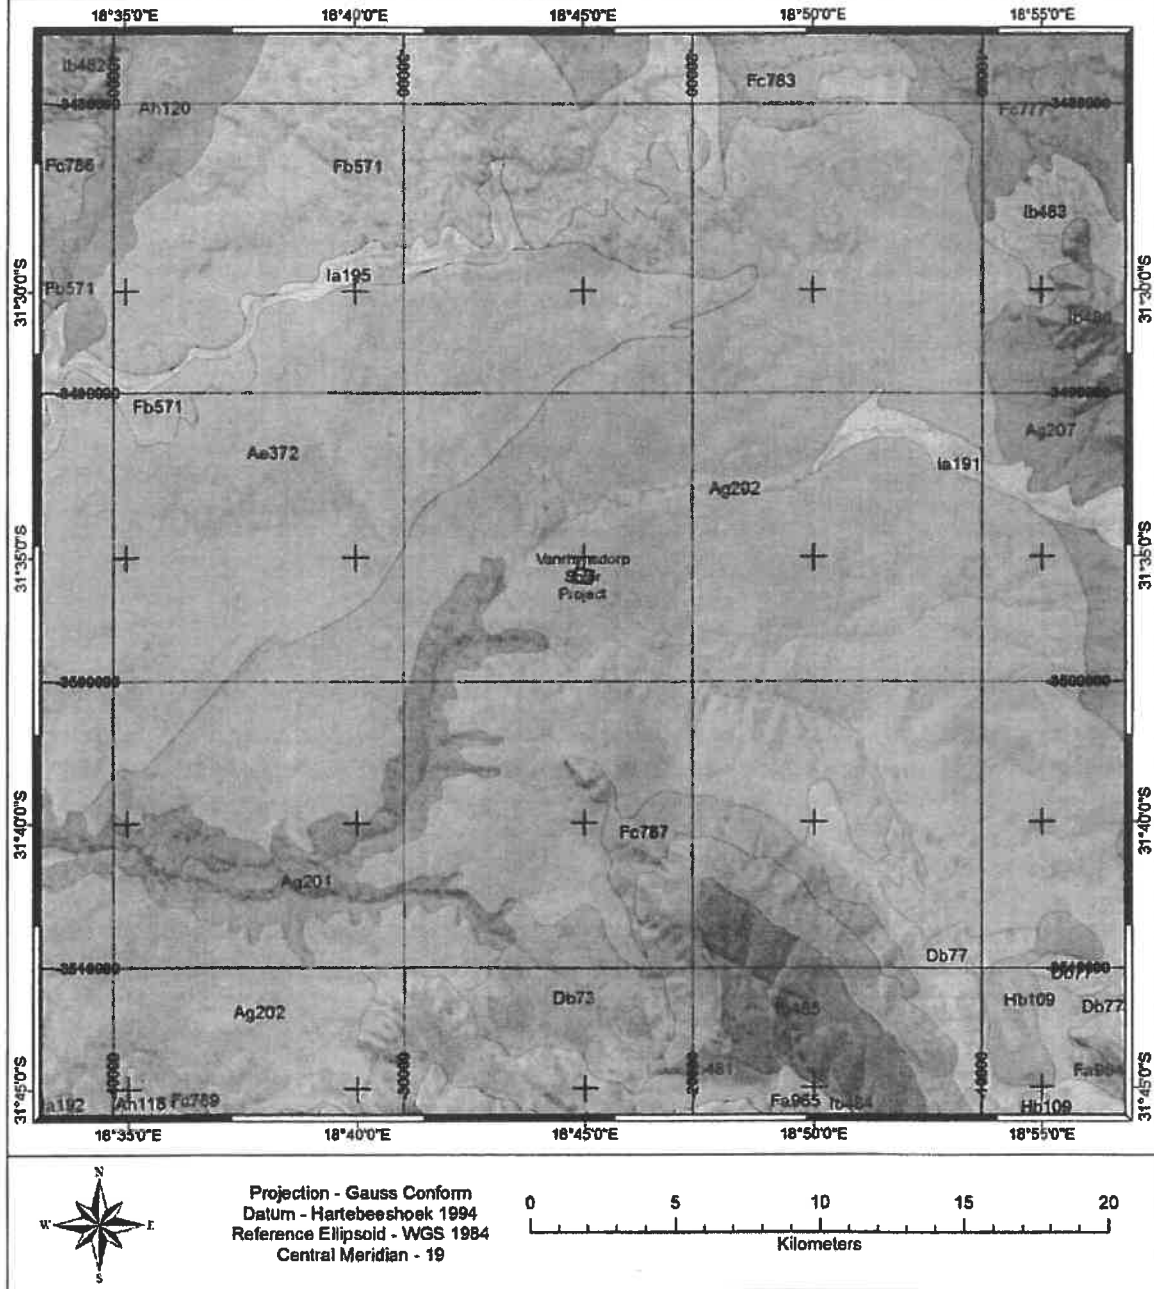 18°35'0"E 18°40'0"E 18°45'0"E 18°50'0"E 18°55'0"E
Ib482
Fc783
Ah120
Fc777
Fc786
Fb571
Ib483
Ia195
Fb571
31°30'0"S
31°30'0"S
Fb571
Ae372
Ag207
Ia191
Ag202
31°35'0"S
31°35'0"S
Vanrhynsdorp
Solar
Project
31°40'0"S
31°40'0"S
Fc787
Ag201
Db77
Db77
Db73
Hb109
Db77
Ag202
Ib485
31°45'0"S
31°45'0"S
Ah118
Fa965
Hb109
18°35'0"E 18°40'0"E 18°45'0"E 18°50'0"E 18°55'0"E
N
W
E
S
Projection - Gauss Conform
Datum - Hartebeeshoek 1994
Reference Ellipsoid - WGS 1984
Central Meridian - 19
0 5 10 15 20
Kilometers